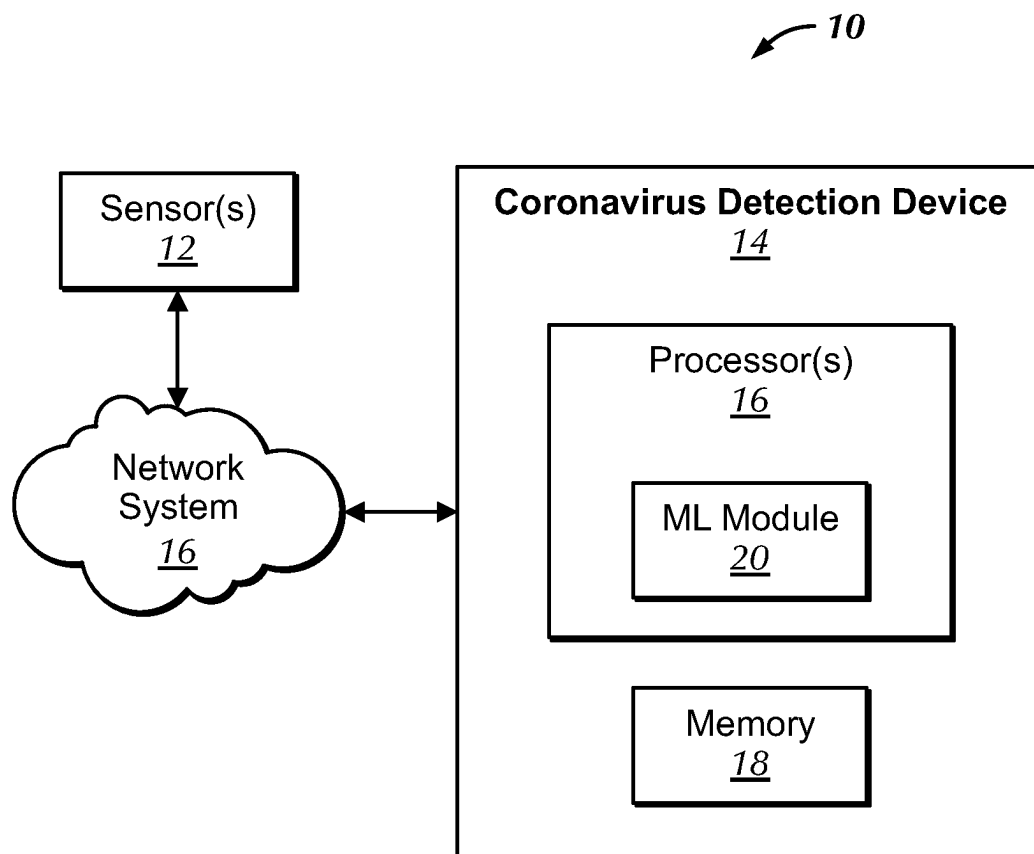 10
Sensor(s)
12
Coronavirus Detection Device
14
Processor(s)
16
Network
System
16
ML Module
20
Memory
18